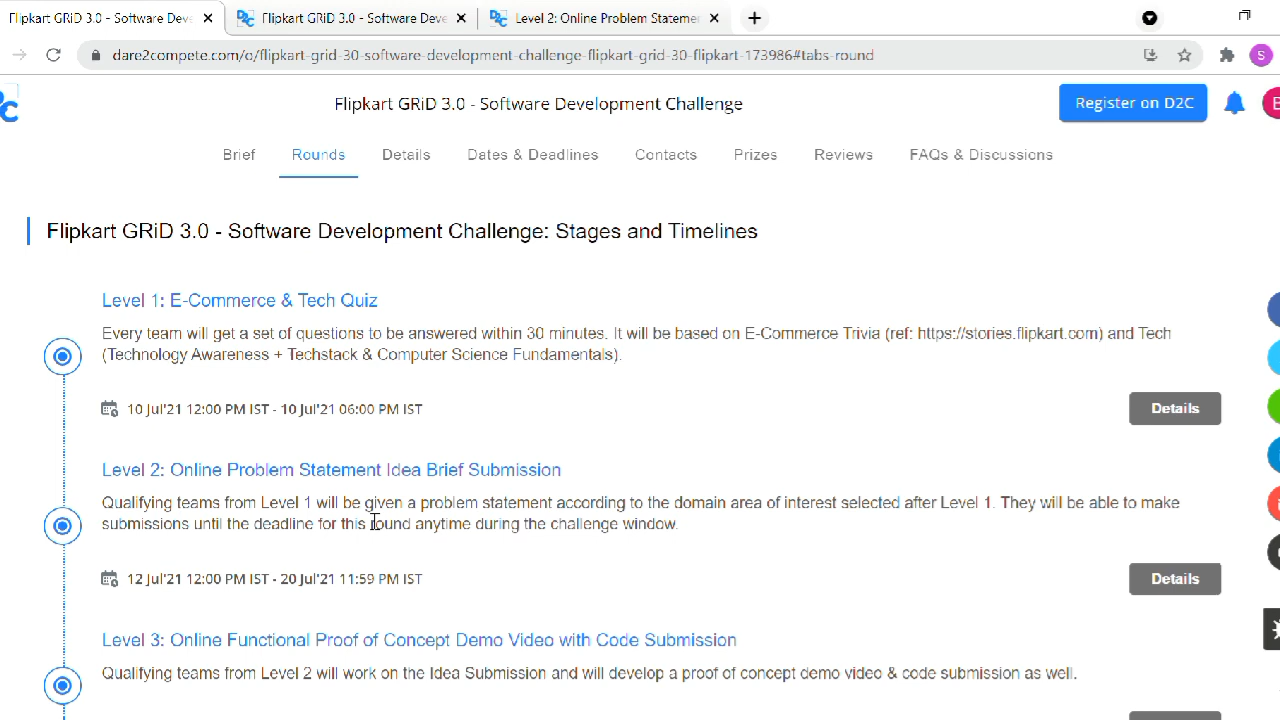 Flipkart GRiD 3.0 - Software Deve
Flipkart GRiD 3.0 - Software Deve
Level 2: Online Problem Stateme
dare2compete.com/o/flipkart-grid-30-software-development-challenge-flipkart-grid-30-flipkart-173986#tabs-round
S
Flipkart GRiD 3.0 - Software Development Challenge
Register on D2C
Brief Rounds Details Dates & Deadlines Contacts Prizes Reviews FAQs & Discussions
Flipkart GRiD 3.0 - Software Development Challenge: Stages and Timelines
Level 1: E-Commerce & Tech Quiz
Every team will get a set of questions to be answered within 30 minutes. It will be based on E-Commerce Trivia (ref: https://stories.flipkart.com) and Tech
(Technology Awareness + Techstack & Computer Science Fundamentals).
10 Jul'21 12:00 PM IST - 10 Jul'21 06:00 PM IST
Details
Level 2: Online Problem Statement Idea Brief Submission
Qualifying teams from Level 1 will be given a problem statement according to the domain area of interest selected after Level 1. They will be able to make
submissions until the deadline for this round anytime during the challenge window.
12 Jul'21 12:00 PM IST - 20 Jul'21 11:59 PM IST
Details
Level 3: Online Functional Proof of Concept Demo Video with Code Submission
Qualifying teams from Level 2 will work on the Idea Submission and will develop a proof of concept demo video & code submission as well.